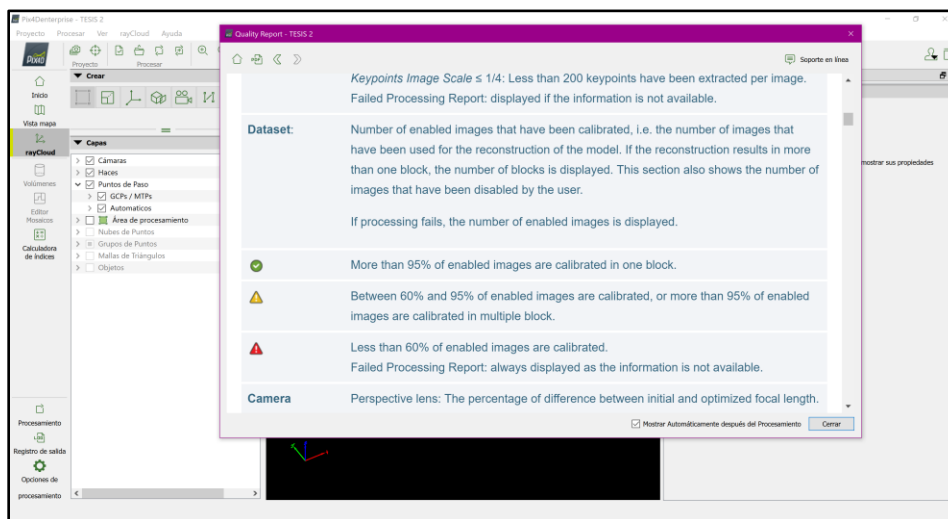 Pix4Denterprise - TESIS 2
Proyecto Procesar Ver rayCloud Ayuda
PIX4D
Proyecto
Procesar
Inicio
Vista mapa
rayCloud
Volúmenes
Editor
Mosaicos
Calculadora
de índices
Procesamiento
Registro de salida
Opciones de
procesamiento
Crear
Capas
Cámaras
Haces
Puntos de Paso
GCPs / MTPs
Automaticos
Área de procesamiento
Nubes de Puntos
Grupos de Puntos
Mallas de Triángulos
Objetos
Quality Report - TESIS 2
Soporte en línea
Keypoints Image Scale ≤ 1/4: Less than 200 keypoints have been extracted per image.
Failed Processing Report: displayed if the information is not available.
Dataset:
Number of enabled images that have been calibrated, i.e. the number of images that
have been used for the reconstruction of the model. If the reconstruction results in more
than one block, the number of blocks is displayed. This section also shows the number of
images that have been disabled by the user.
If processing fails, the number of enabled images is displayed.
More than 95% of enabled images are calibrated in one block.
Between 60% and 95% of enabled images are calibrated, or more than 95% of enabled
images are calibrated in multiple block.
Less than 60% of enabled images are calibrated.
Failed Processing Report: always displayed as the information is not available.
Camera
Perspective lens: The percentage of difference between initial and optimized focal length.
Mostrar Automáticamente después del Procesamiento
Cerrar
mostrar sus propiedades